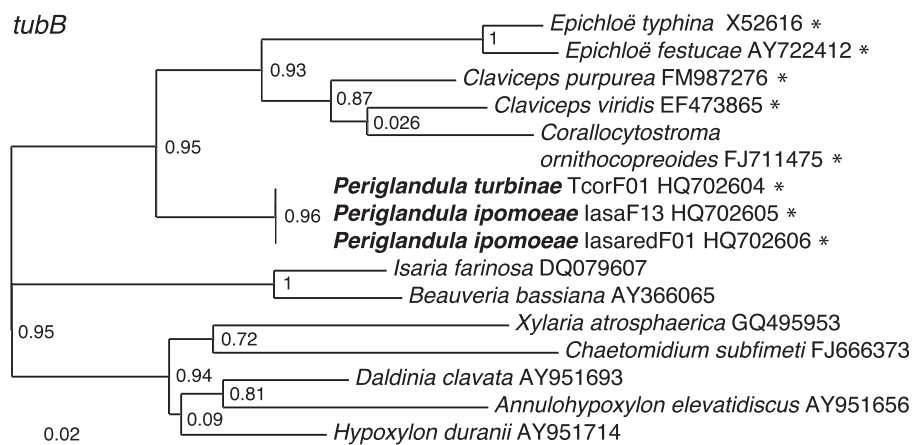 tubB
Epichloë typhina X52616 *
1
Epichloë festucae AY722412 *
0.93
Claviceps purpurea FM987276 *
0.87
Claviceps viridis EF473865 *
0.026
Corallocytostroma
ornithocopreoides FJ711475 *
0.95
Periglandula turbinae TcorF01 HQ702604 *
0.96
Periglandula ipomoeae IasaF13 HQ702605 *
Periglandula ipomoeae IasaredF01 HQ702606 *
Isaria farinosa DQ079607
1
Beauveria bassiana AY366065
0.95
Xylaria atrosphaerica GQ495953
0.72
Chaetomidium subfimeti FJ666373
0.94
Daldinia clavata AY951693
0.81
Annulohypoxylon elevatidiscus AY951656
0.09
Hypoxylon duranii AY951714
0.02